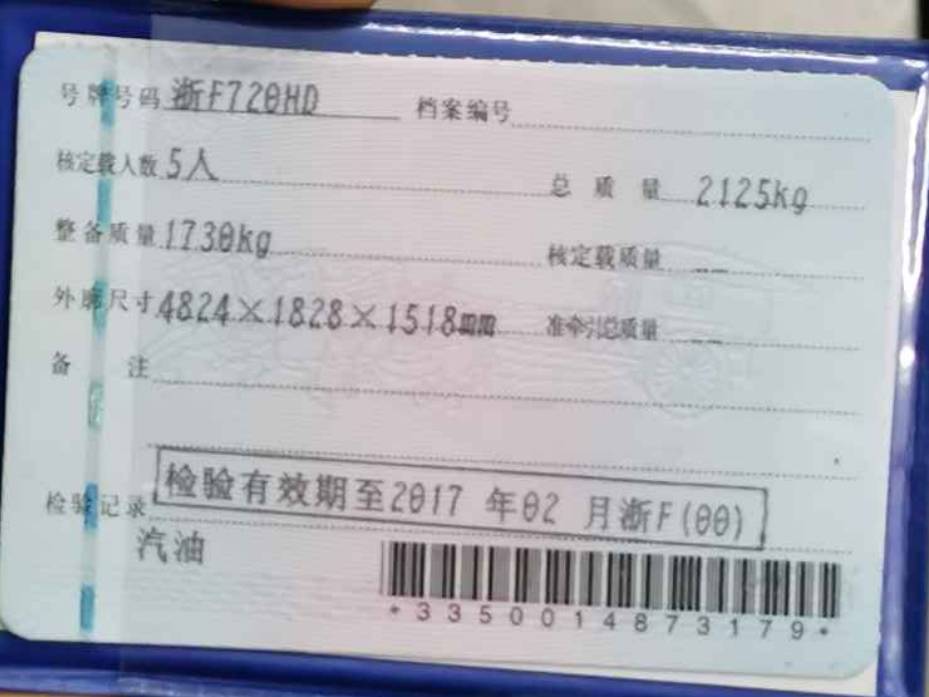 号牌号码 浙F720HD 档案编号
核定载人数 5人 总质量 2125kg
整备质量 1730kg 核定载质量 --
外廓尺寸 4824×1828×1518mm 准牵引总质量 --
备注
检验记录 检验有效期至2017年02月浙F(00)
汽油
*3350014873179*